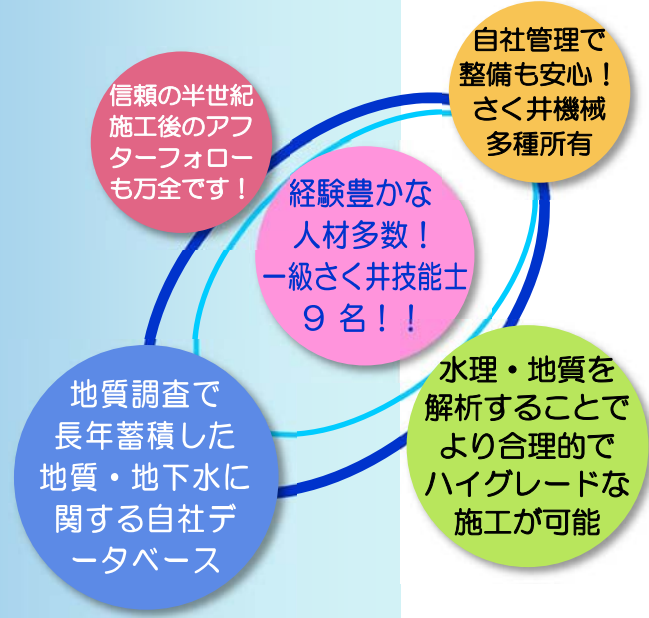 信頼の半世紀
施工後のアフ
ターフォロー
も万全です！
自社管理で
整備も安心！
さく井機械
多種所有
経験豊かな
人材多数！
一級さく井技能士
９ 名！！
地質調査で
長年蓄積した
地質・地下水に
関する自社デ
ータベース
水理・地質を
解析することで
より合理的で
ハイグレードな
施工が可能